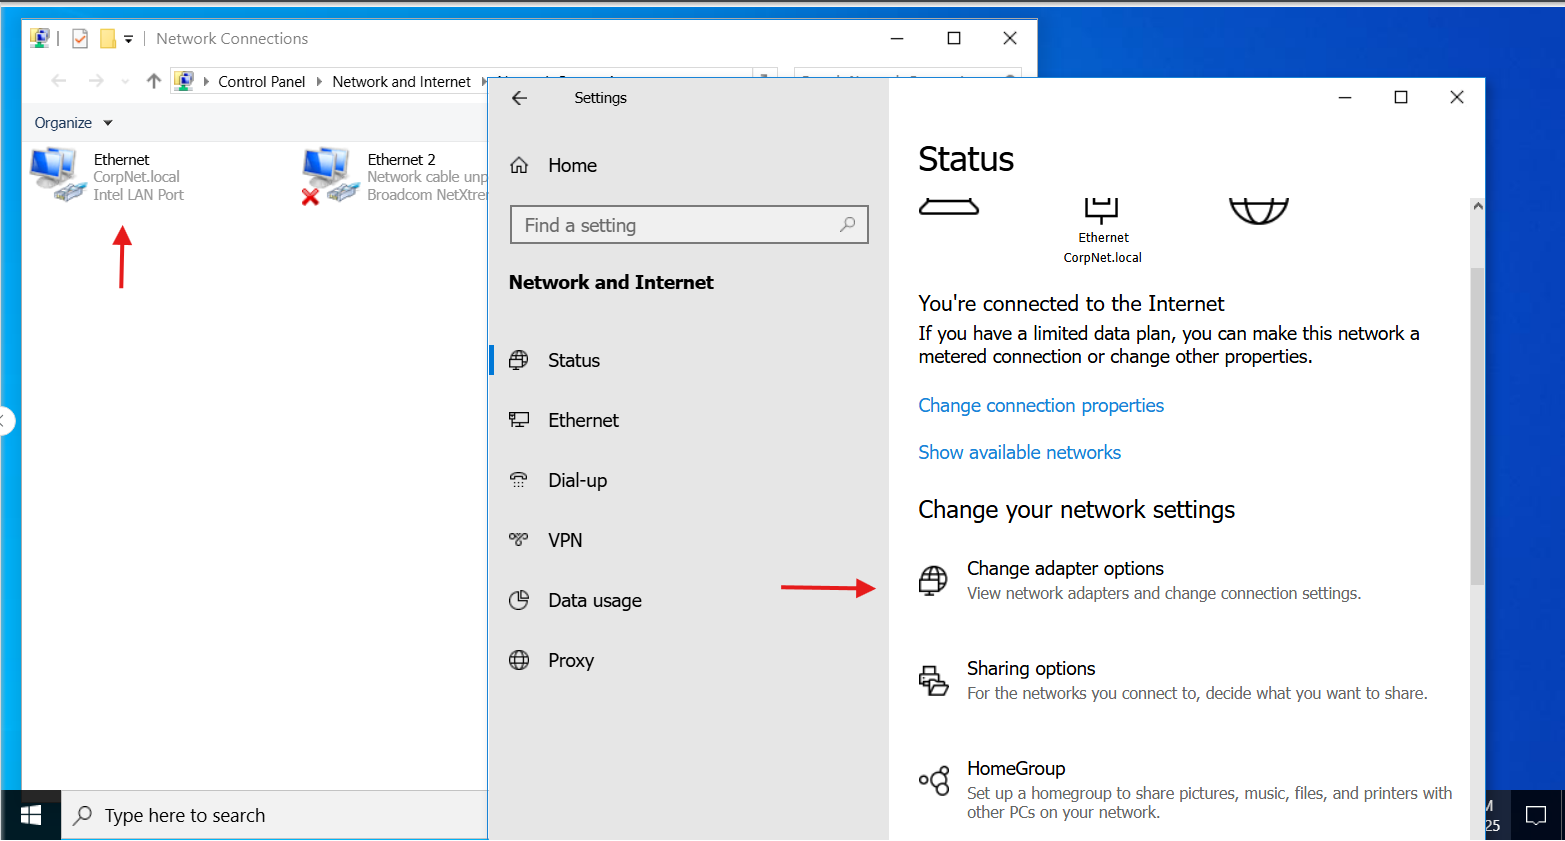 Network Connections
Control Panel
Network and Internet
Organize
Ethernet
CorpNet.local
Intel LAN Port
Ethernet 2
Network cable unp
Broadcom NetXtre
Settings
Home
Find a setting
Network and Internet
Status
Ethernet
Dial-up
VPN
Data usage
Proxy
Status
Ethernet
CorpNet.local
You're connected to the Internet
If you have a limited data plan, you can make this network a
metered connection or change other properties.
Change connection properties
Show available networks
Change your network settings
Change adapter options
View network adapters and change connection settings.
Sharing options
For the networks you connect to, decide what you want to share.
HomeGroup
Set up a homegroup to share pictures, music, files, and printers with
other PCs on your network.
Type here to search
M
25